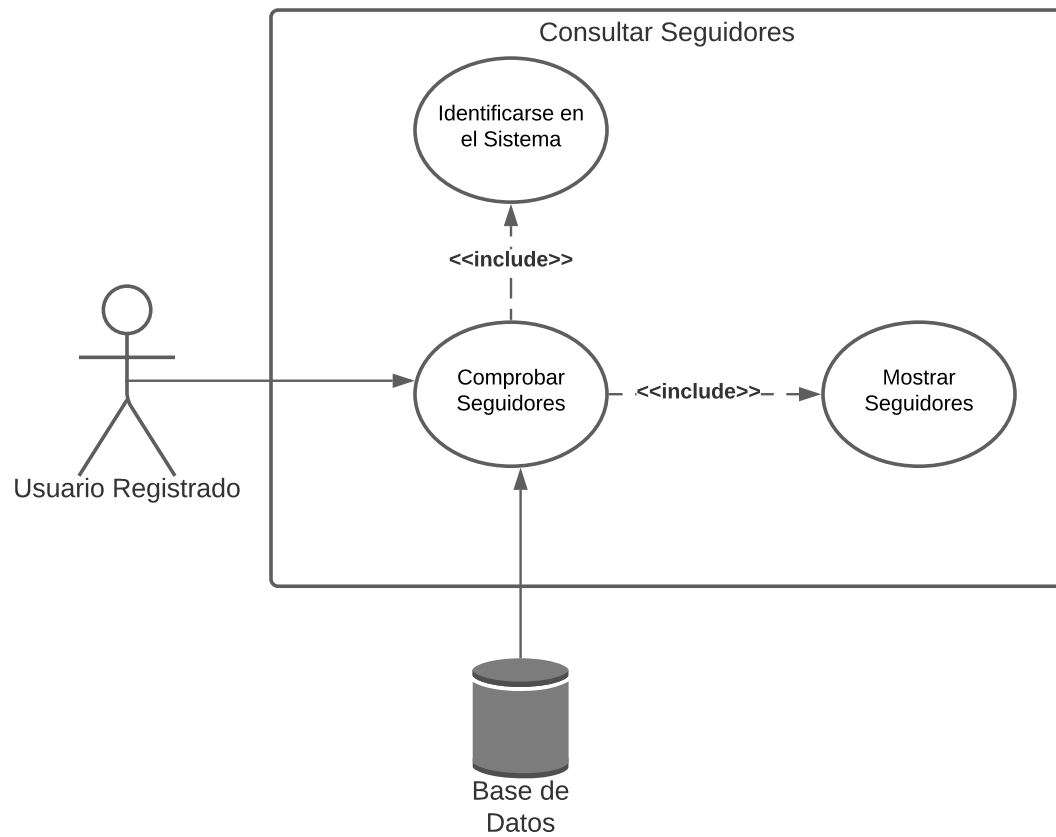 Consultar Seguidores
Identificarse en
el Sistema
<<include>>
Comprobar
Seguidores
<<include>>
Mostrar
Seguidores
Usuario Registrado
Base de
Datos